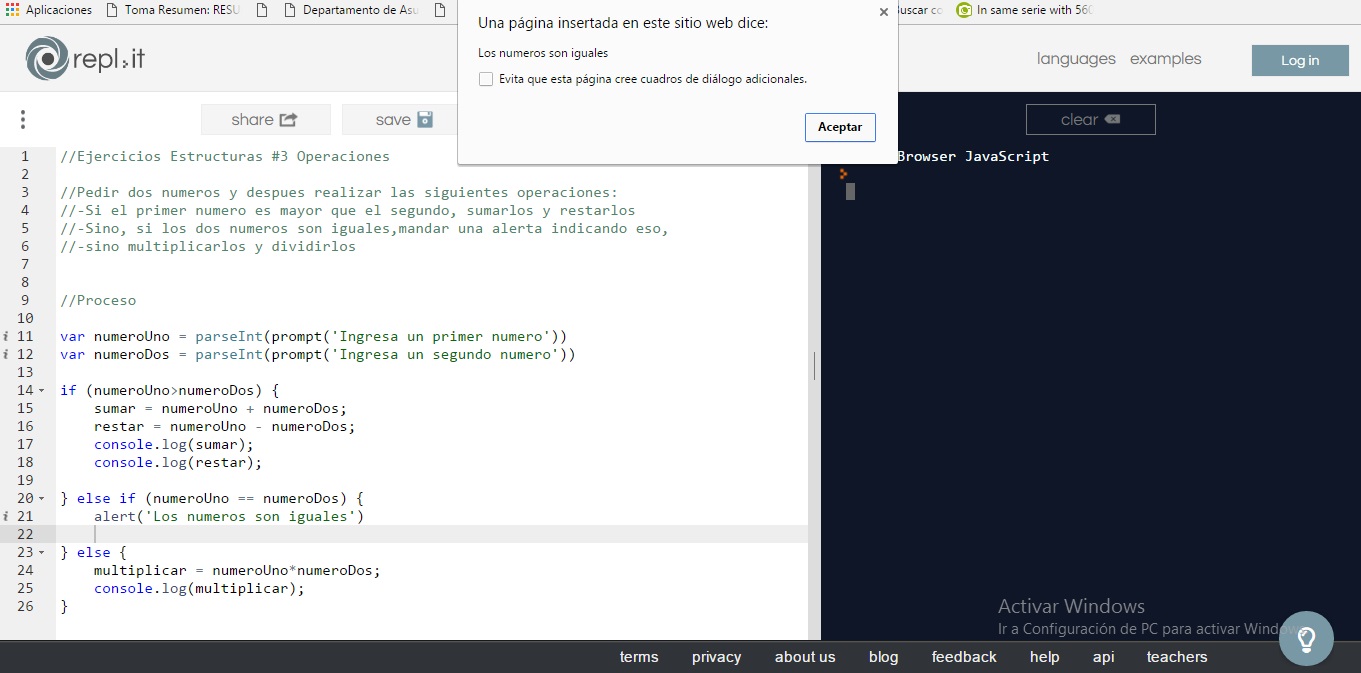 Aplicaciones Toma Resumen: RESU Departamento de Asu Buscar co In same serie with 560
Una página insertada en este sitio web dice:
Los numeros son iguales
Evita que esta página cree cuadros de diálogo adicionales.
Aceptar
repl.it
languages examples Log in
share save clear
Browser JavaScript
1 //Ejercicios Estructuras #3 Operaciones
2
3 //Pedir dos numeros y despues realizar las siguientes operaciones:
4 //-Si el primer numero es mayor que el segundo, sumarlos y restarlos
5 //-Sino, si los dos numeros son iguales,mandar una alerta indicando eso,
6 //-sino multiplicarlos y dividirlos
7
8
9 //Proceso
10
11 var numeroUno = parseInt(prompt('Ingresa un primer numero'))
12 var numeroDos = parseInt(prompt('Ingresa un segundo numero'))
13
14 if (numeroUno>numeroDos) {
15 sumar = numeroUno + numeroDos;
16 restar = numeroUno - numeroDos;
17 console.log(sumar);
18 console.log(restar);
19
20 } else if (numeroUno == numeroDos) {
21 alert('Los numeros son iguales')
22
23 } else {
24 multiplicar = numeroUno*numeroDos;
25 console.log(multiplicar);
26 }
Activar Windows
Ir a Configuración de PC para activar Windows.
terms privacy about us blog feedback help api teachers